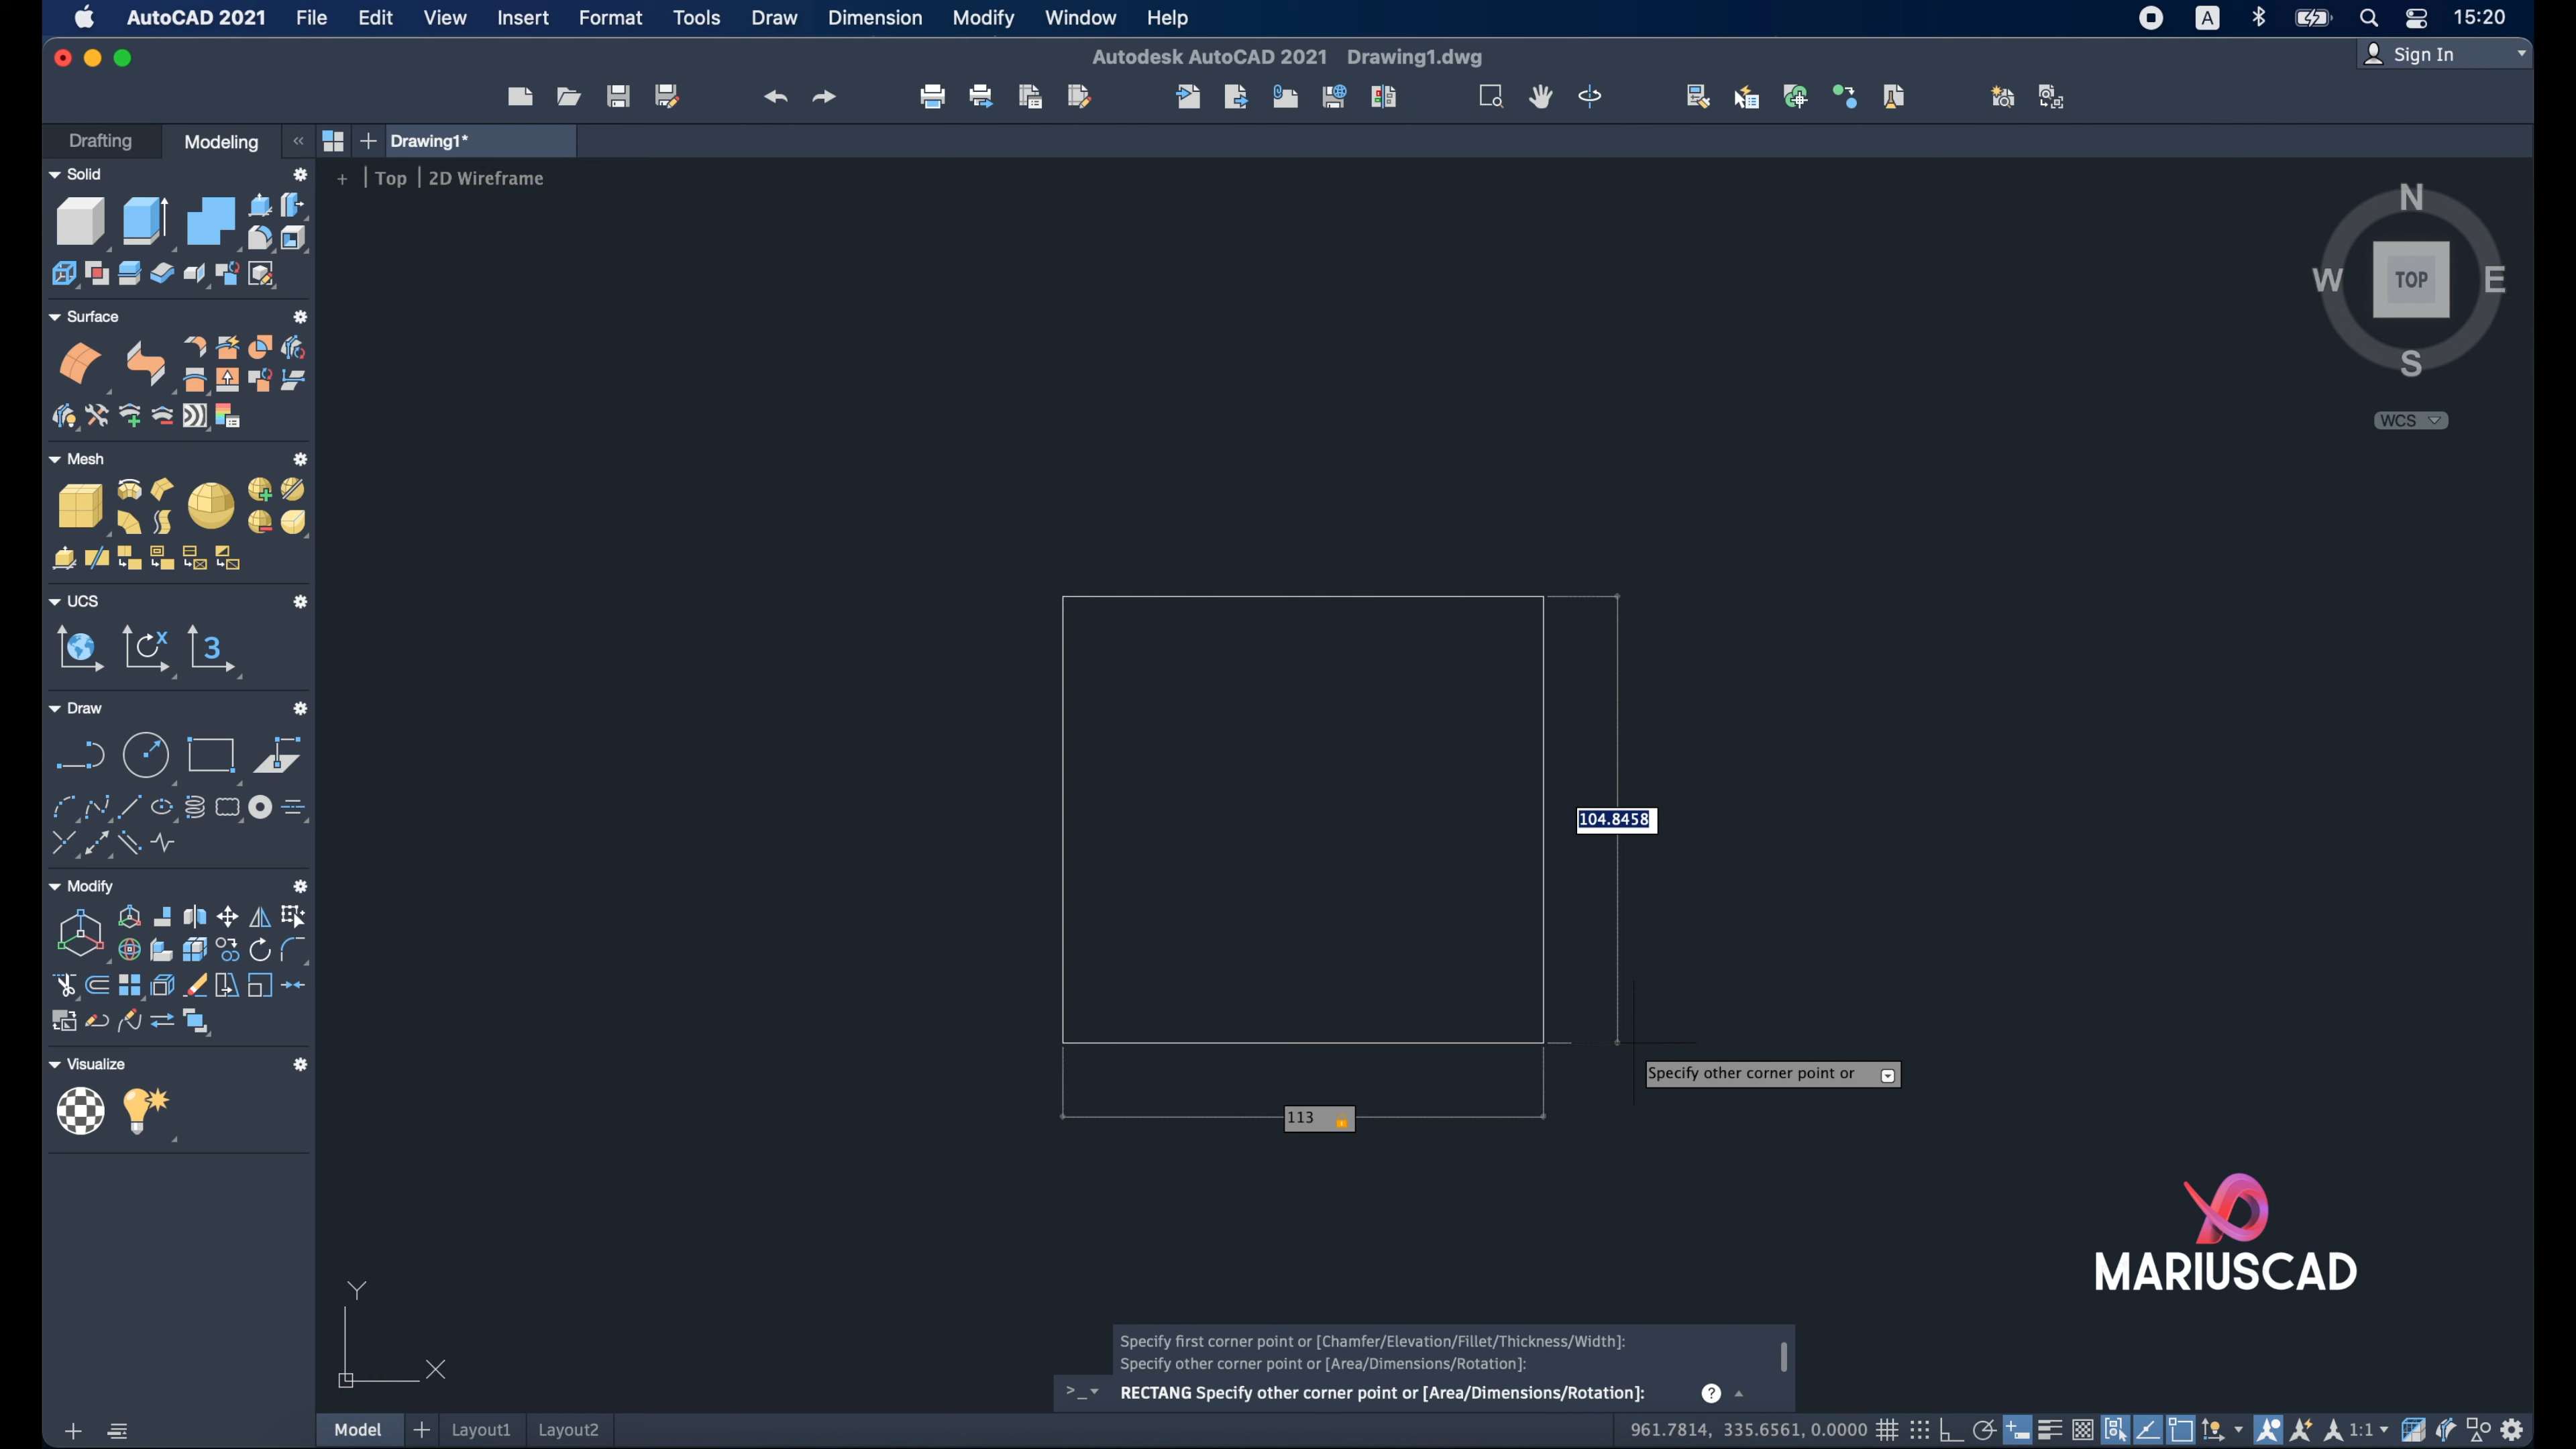 AutoCAD 2021 File Edit View Insert Format Tools Draw Dimension Modify Window Help A 15:20
Autodesk AutoCAD 2021 Drawing1.dwg
Sign In
Drafting Modeling « + Drawing1*
Solid
+ | Top | 2D Wireframe
N
W TOP E
S
WCS
Surface
Mesh
UCS
X
3
Draw
Modify
Visualize
104.8458
Specify other corner point or
113
MARIUSCAD
Y
X
Specify first corner point or [Chamfer/Elevation/Fillet/Thickness/Width]:
Specify other corner point or [Area/Dimensions/Rotation]:
>_ RECTANG Specify other corner point or [Area/Dimensions/Rotation]: ?
Model + Layout1 Layout2 961.7814, 335.6561, 0.0000 1:1